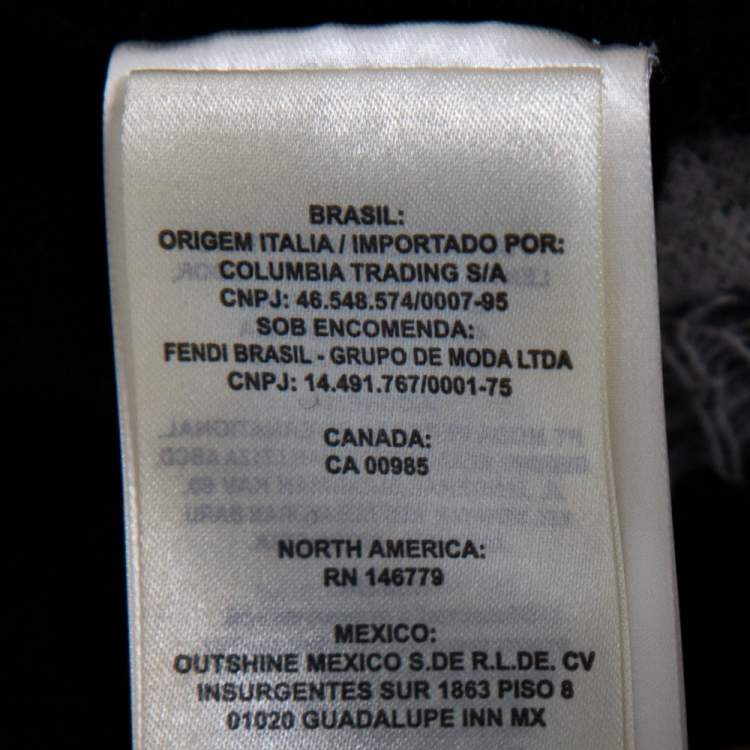 BRASIL:
ORIGEM ITALIA / IMPORTADO POR:
COLUMBIA TRADING S/A
CNPJ: 46.548.574/0007-95
SOB ENCOMENDA:
FENDI BRASIL - GRUPO DE MODA LTDA
CNPJ: 14.491.767/0001-75
CANADA:
CA 00985
NORTH AMERICA:
RN 146779
MEXICO:
OUTSHINE MEXICO S.DE R.L.DE. CV
INSURGENTES SUR 1863 PISO 8
01020 GUADALUPE INN MX